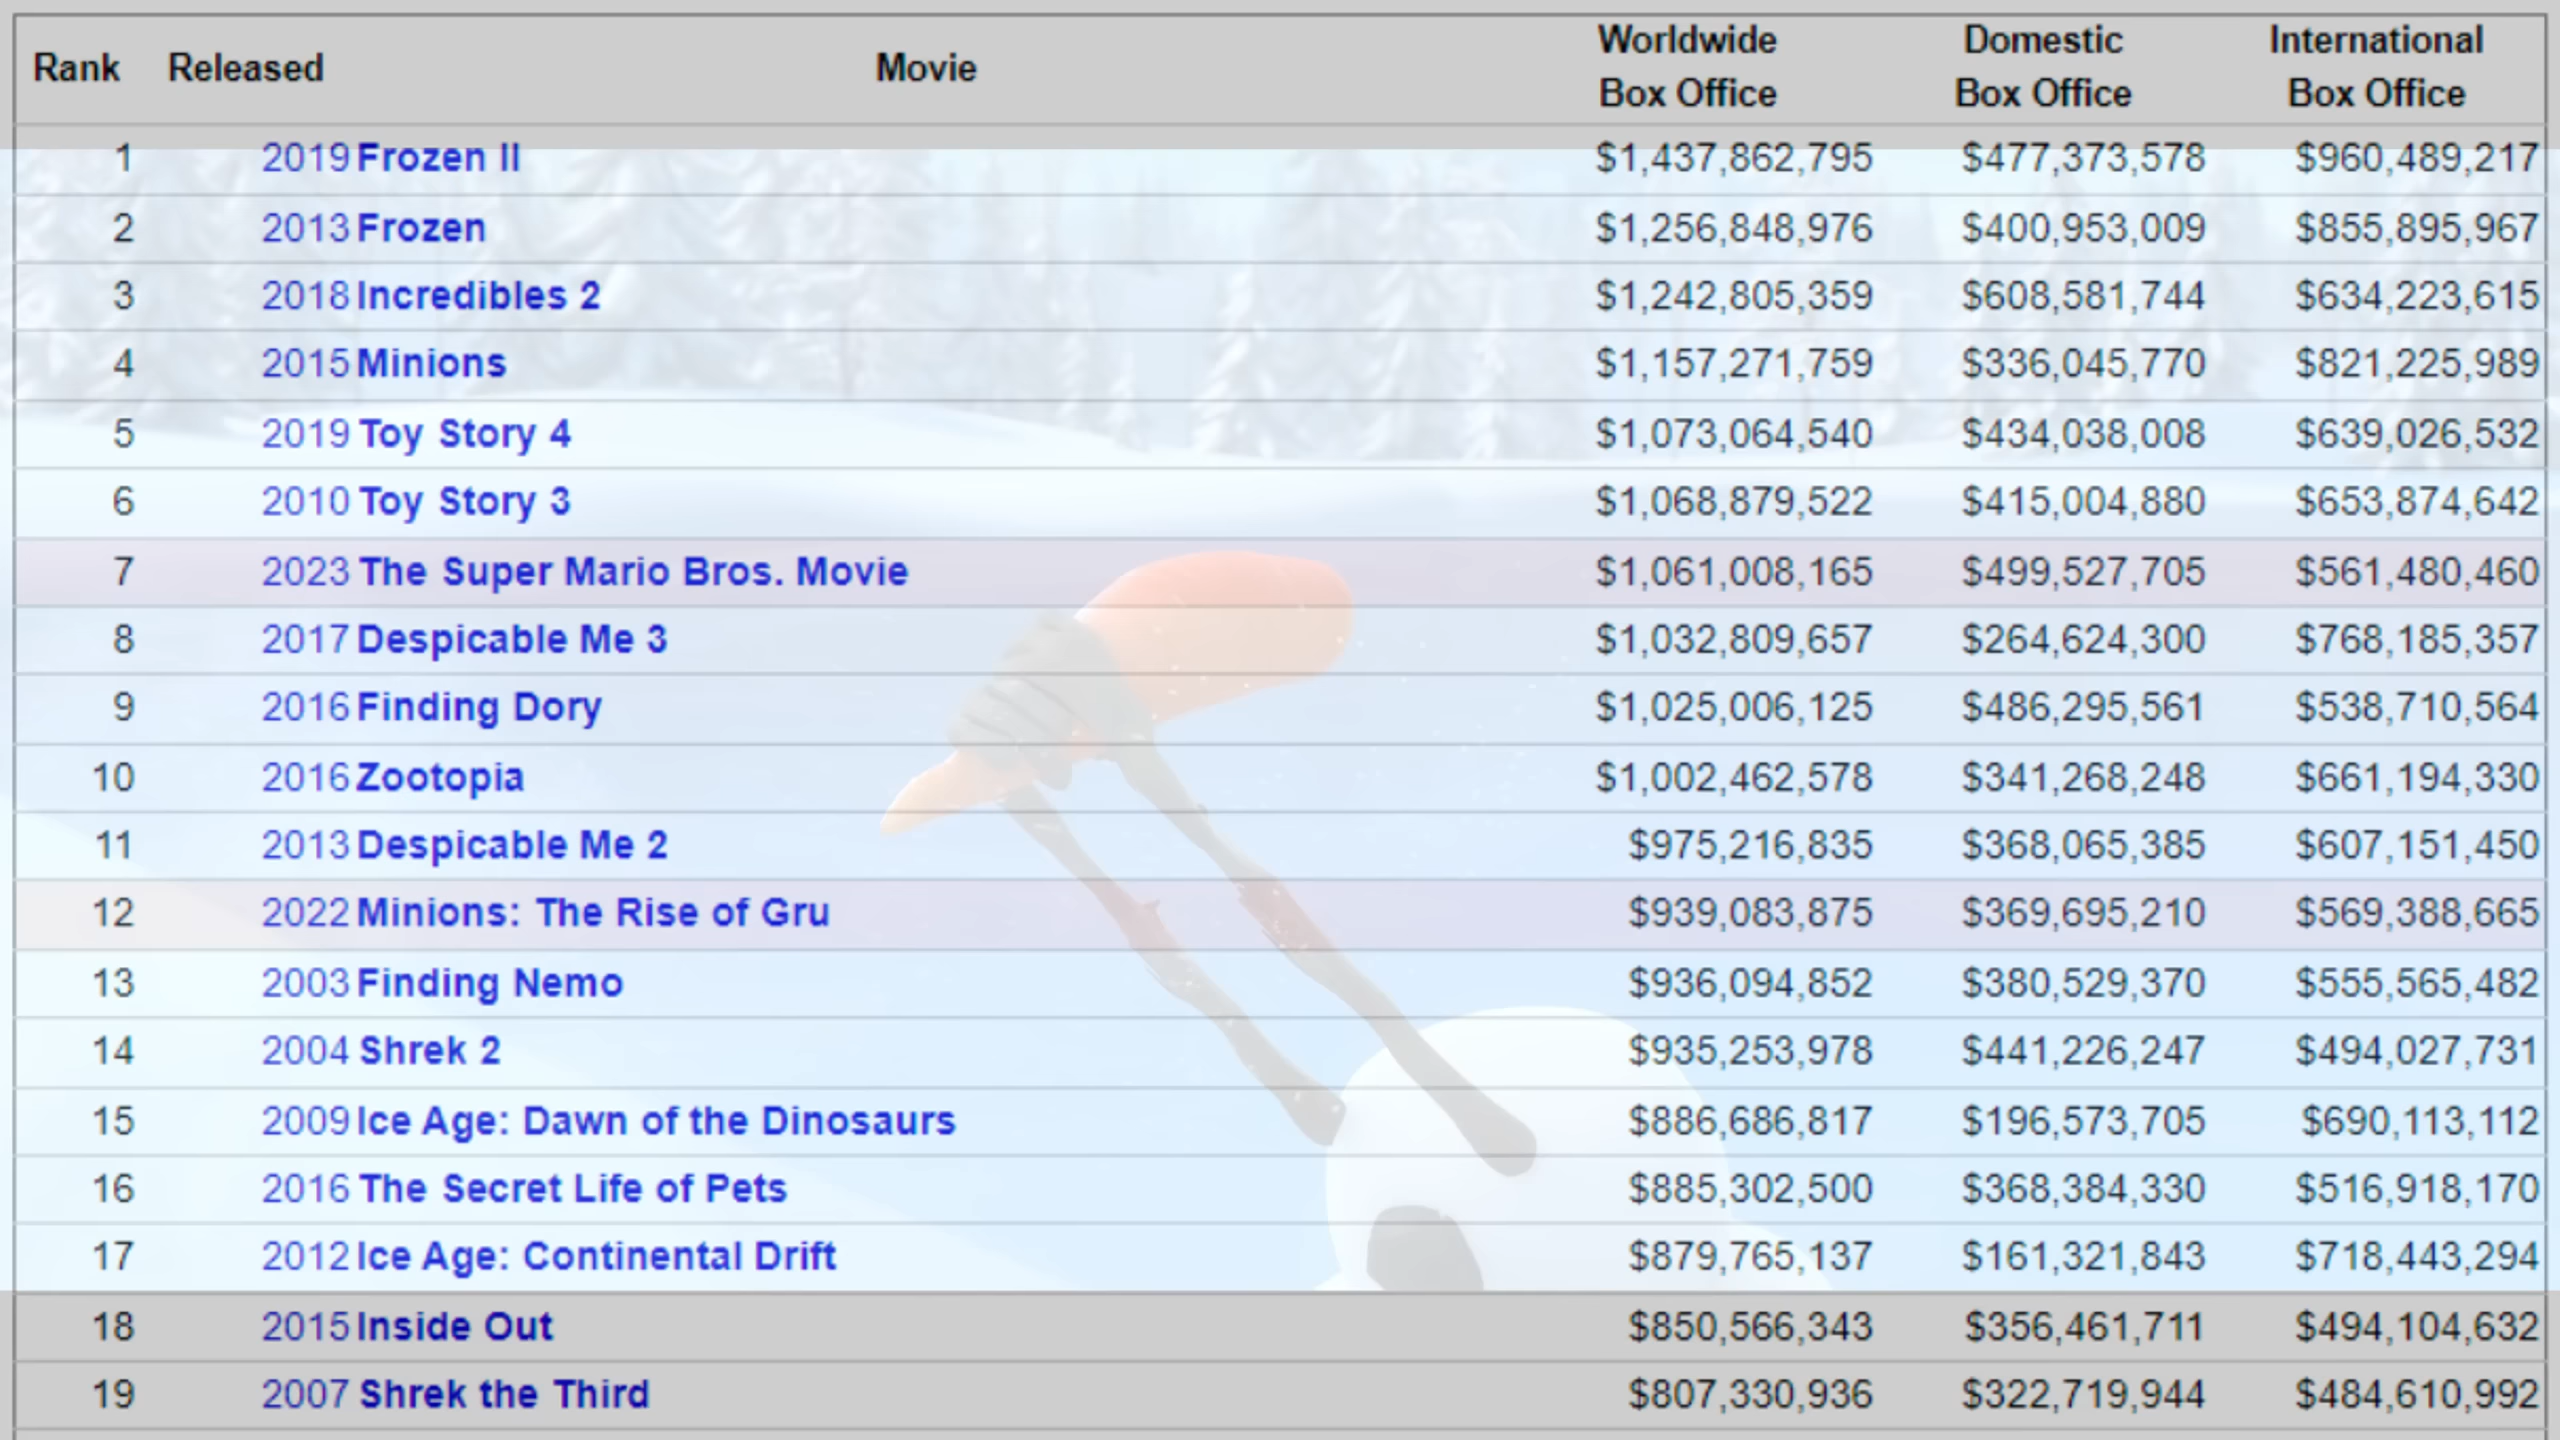 Rank Released Movie Worldwide Box Office Domestic Box Office International Box Office
1 2019 Frozen II $1,437,862,795 $477,373,578 $960,489,217
2 2013 Frozen $1,256,848,976 $400,953,009 $855,895,967
3 2018 Incredibles 2 $1,242,805,359 $608,581,744 $634,223,615
4 2015 Minions $1,157,271,759 $336,045,770 $821,225,989
5 2019 Toy Story 4 $1,073,064,540 $434,038,008 $639,026,532
6 2010 Toy Story 3 $1,068,879,522 $415,004,880 $653,874,642
7 2023 The Super Mario Bros. Movie $1,061,008,165 $499,527,705 $561,480,460
8 2017 Despicable Me 3 $1,032,809,657 $264,624,300 $768,185,357
9 2016 Finding Dory $1,025,006,125 $486,295,561 $538,710,564
10 2016 Zootopia $1,002,462,578 $341,268,248 $661,194,330
11 2013 Despicable Me 2 $975,216,835 $368,065,385 $607,151,450
12 2022 Minions: The Rise of Gru $939,083,875 $369,695,210 $569,388,665
13 2003 Finding Nemo $936,094,852 $380,529,370 $555,565,482
14 2004 Shrek 2 $935,253,978 $441,226,247 $494,027,731
15 2009 Ice Age: Dawn of the Dinosaurs $886,686,817 $196,573,705 $690,113,112
16 2016 The Secret Life of Pets $885,302,500 $368,384,330 $516,918,170
17 2012 Ice Age: Continental Drift $879,765,137 $161,321,843 $718,443,294
18 2015 Inside Out $850,566,343 $356,461,711 $494,104,632
19 2007 Shrek the Third $807,330,936 $322,719,944 $484,610,992